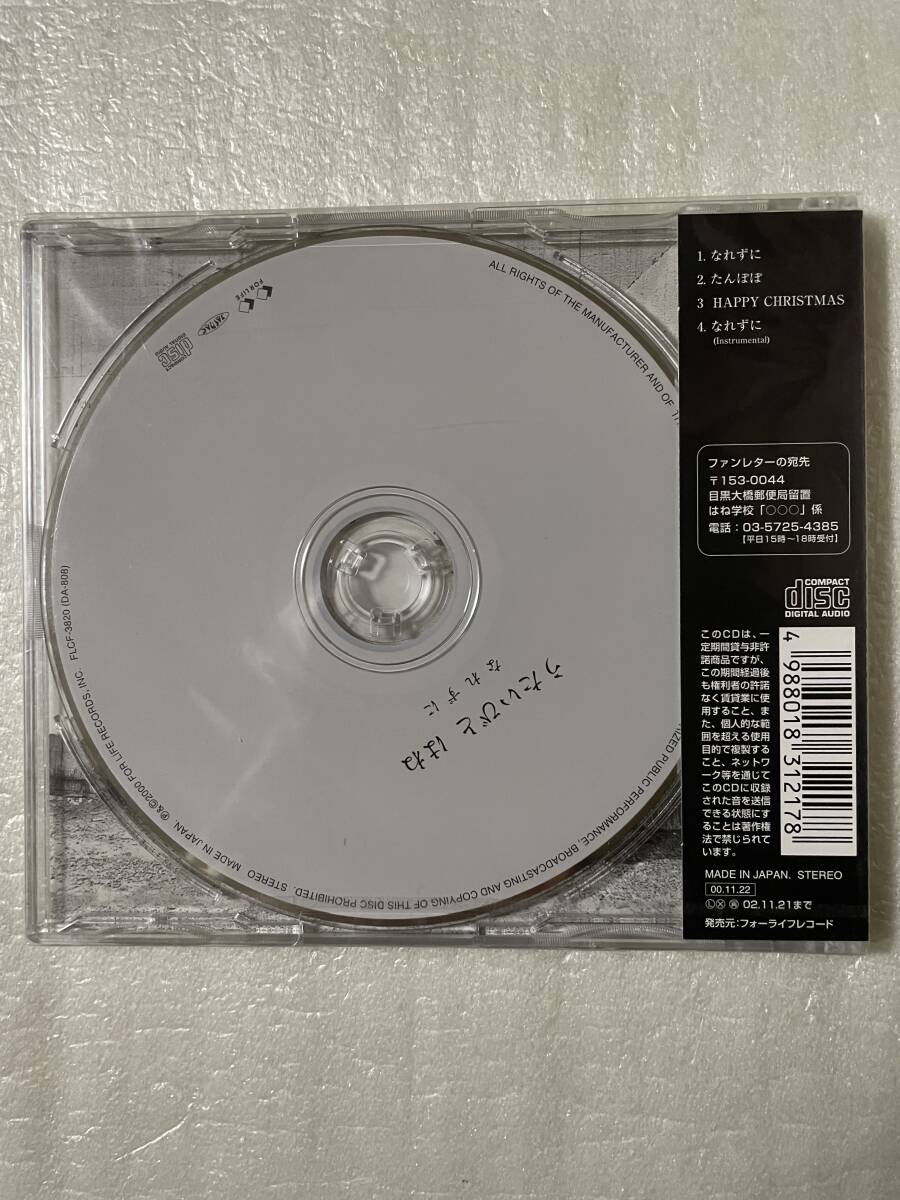 1. なれずに
2. たんぽぽ
3 HAPPY CHRISTMAS
4. なれずに
(Instrumental)
ファンレターの宛先
〒153-0044
目黒大橋郵便局留置
はね学校「○○○」係
電話：03-5725-4385
【平日15時〜18時受付】
COMPACT
disc
DIGITAL AUDIO
このCDは、一
定期間貸与非許
諾商品ですが、
この期間経過後
も権利者の許諾
なく賃貸業に使
用すること、ま
た、個人的な範
囲を超える使用
目的で複製する
こと、ネットワ
ーク等を通じて
このCDに収録
された音を送信
できる状態にす
ることは著作権
法で禁じられて
います。
4 988018 312178
MADE IN JAPAN. STEREO
00.11.22
Ⓛ Ⓧ 02.11.21まで
発売元：フォーライフレコード
FOR LIFE
COMPACT
disc
DIGITAL AUDIO
うたいびと はね
なれずに
ALL RIGHTS OF THE MANUFACTURER AND OF
PUBLIC PERFORMANCE, BROADCASTING AND COPYING OF THIS DISC PROHIBITED. STEREO MADE IN JAPAN.
℗&©2000 FOR LIFE RECORDS, INC. FLCF-3820 (DA-808)